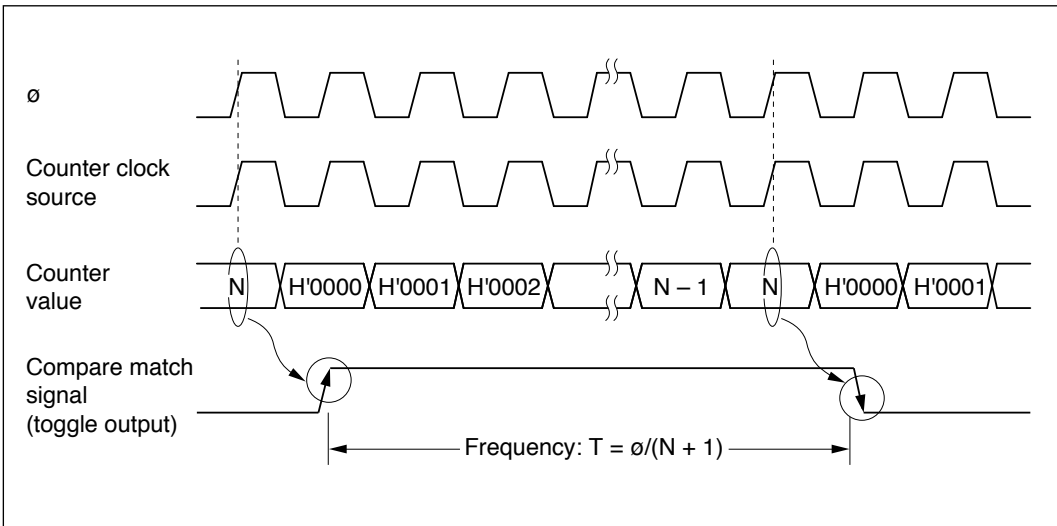 ø
Counter clock
source
Counter
value
N H'0000 H'0001 H'0002 N – 1 N H'0000 H'0001
Compare match
signal
(toggle output)
Frequency: T = ø/(N + 1)